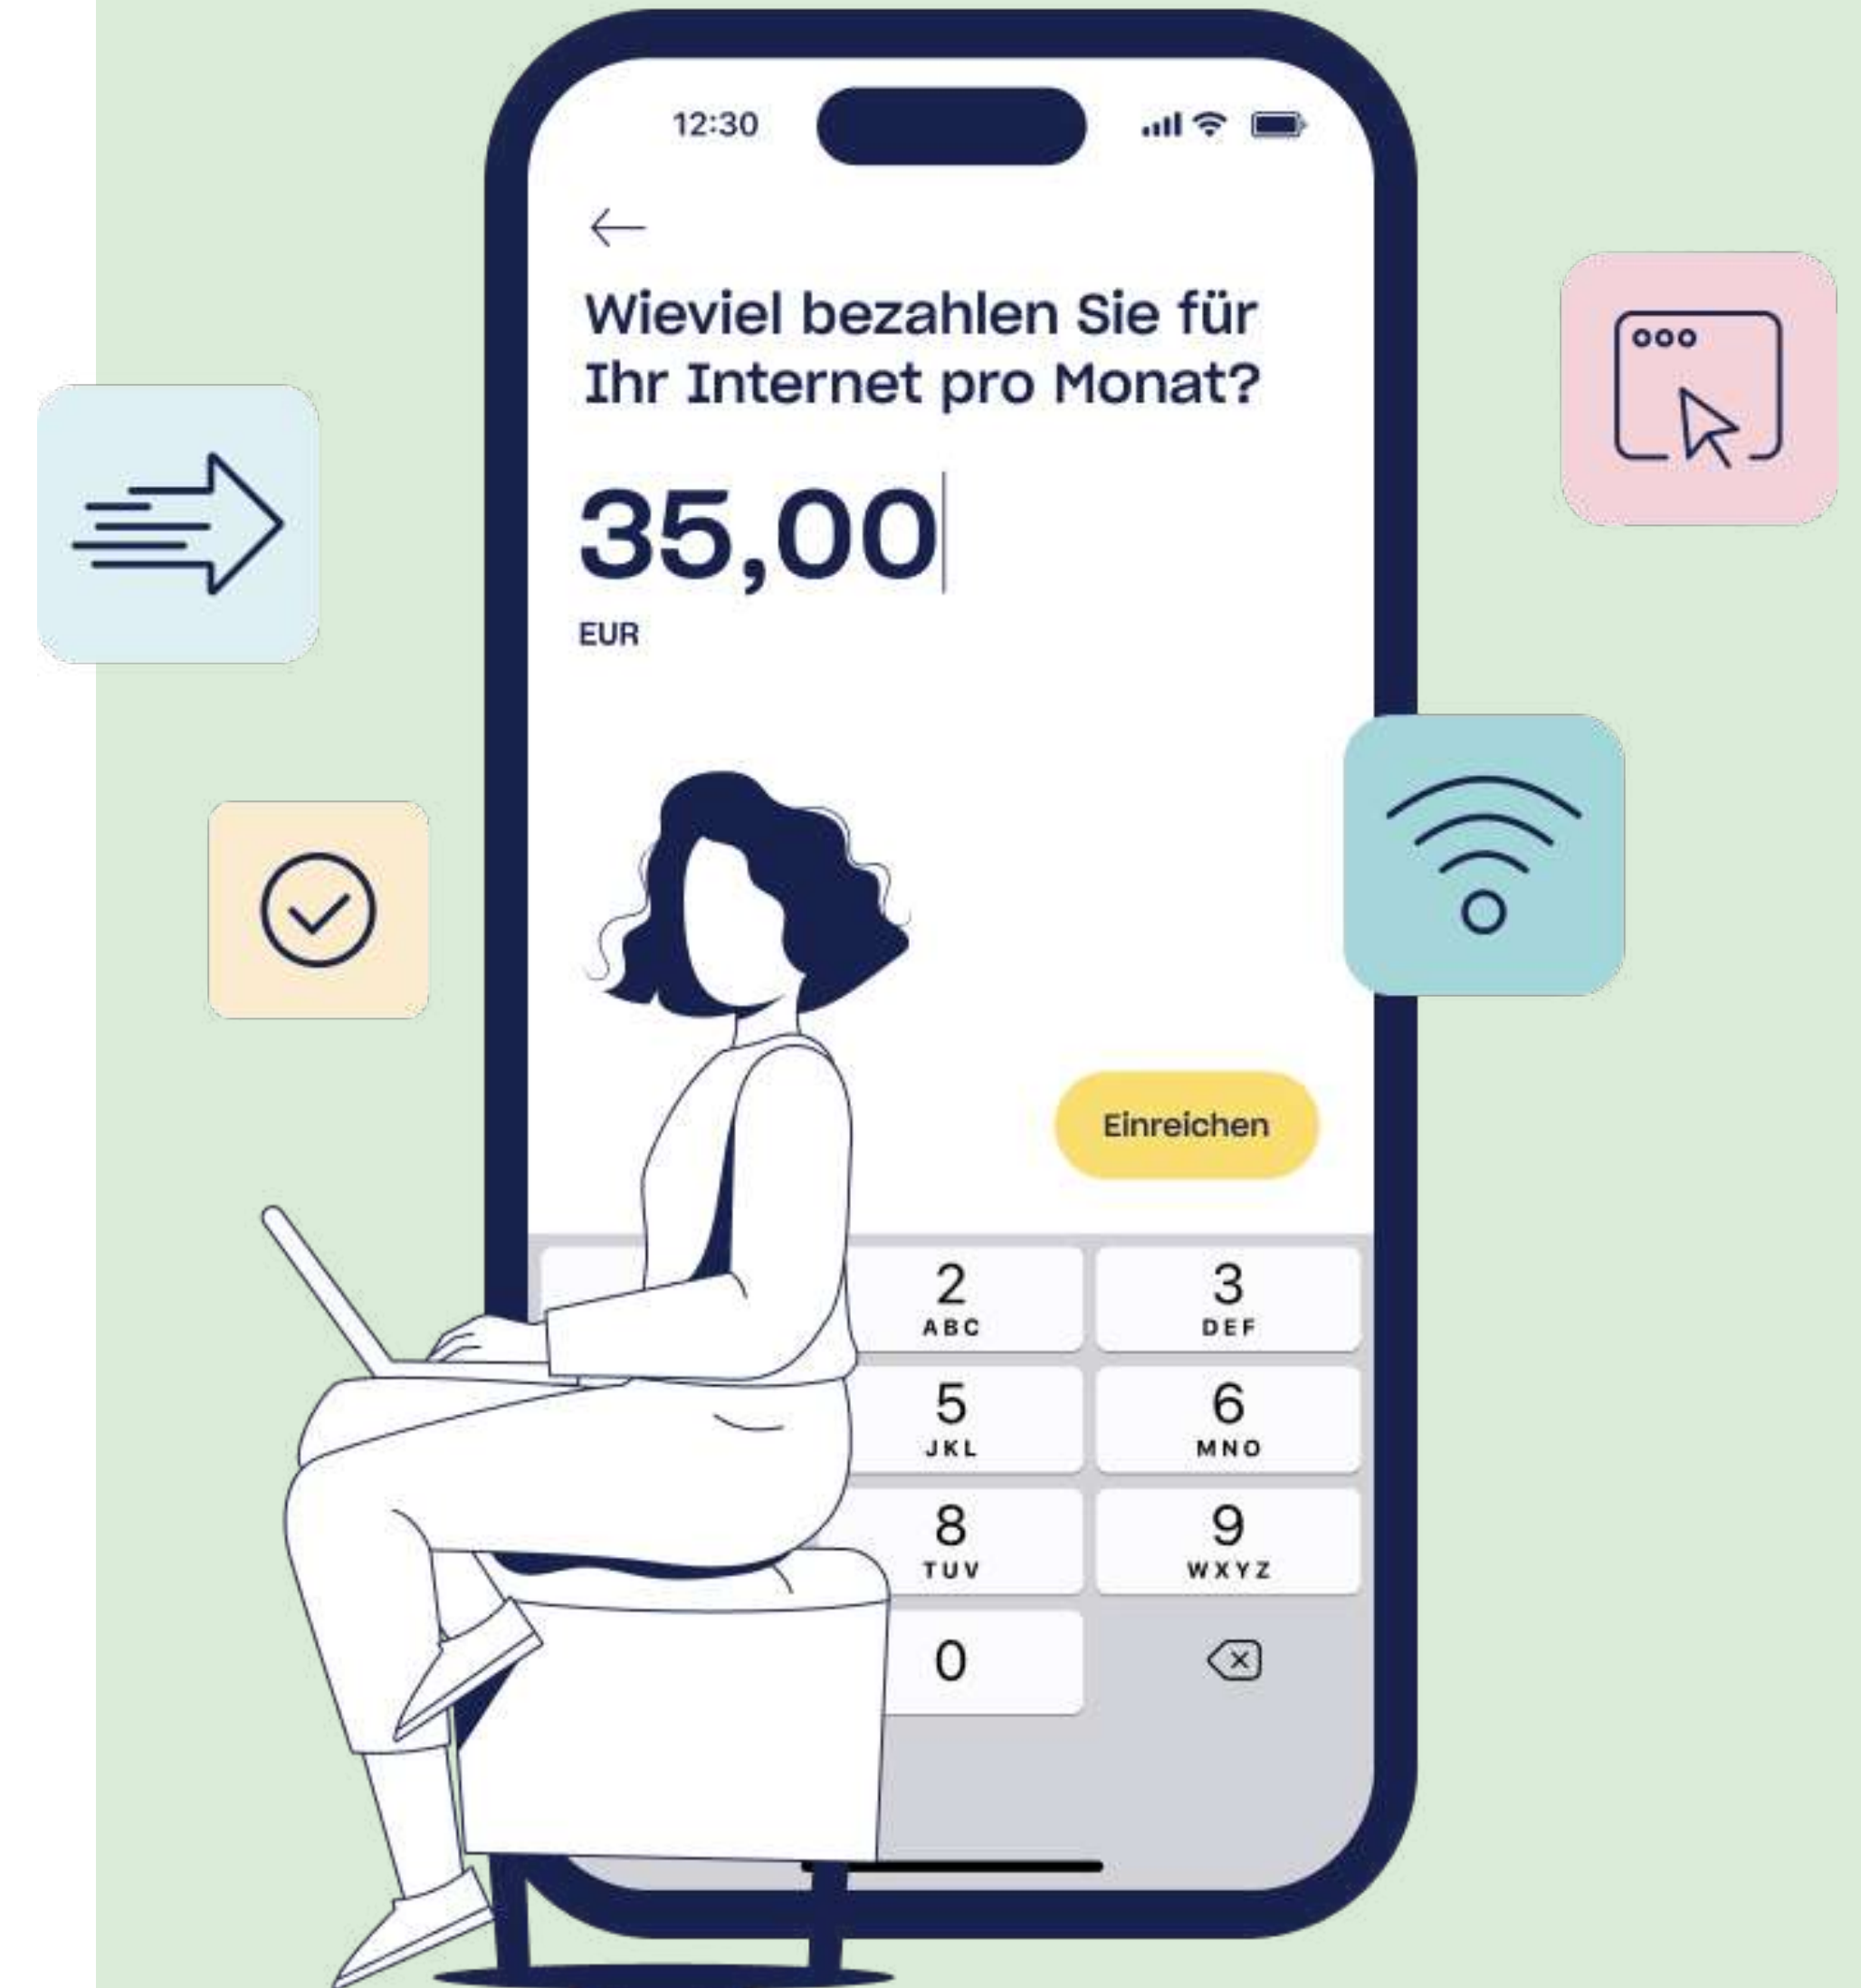 12:30
Wieviel bezahlen Sie für
Ihr Internet pro Monat?
35,00
EUR
Einreichen
2
ABC
3
DEF
5
JKL
6
MNO
8
TUV
9
WXYZ
0